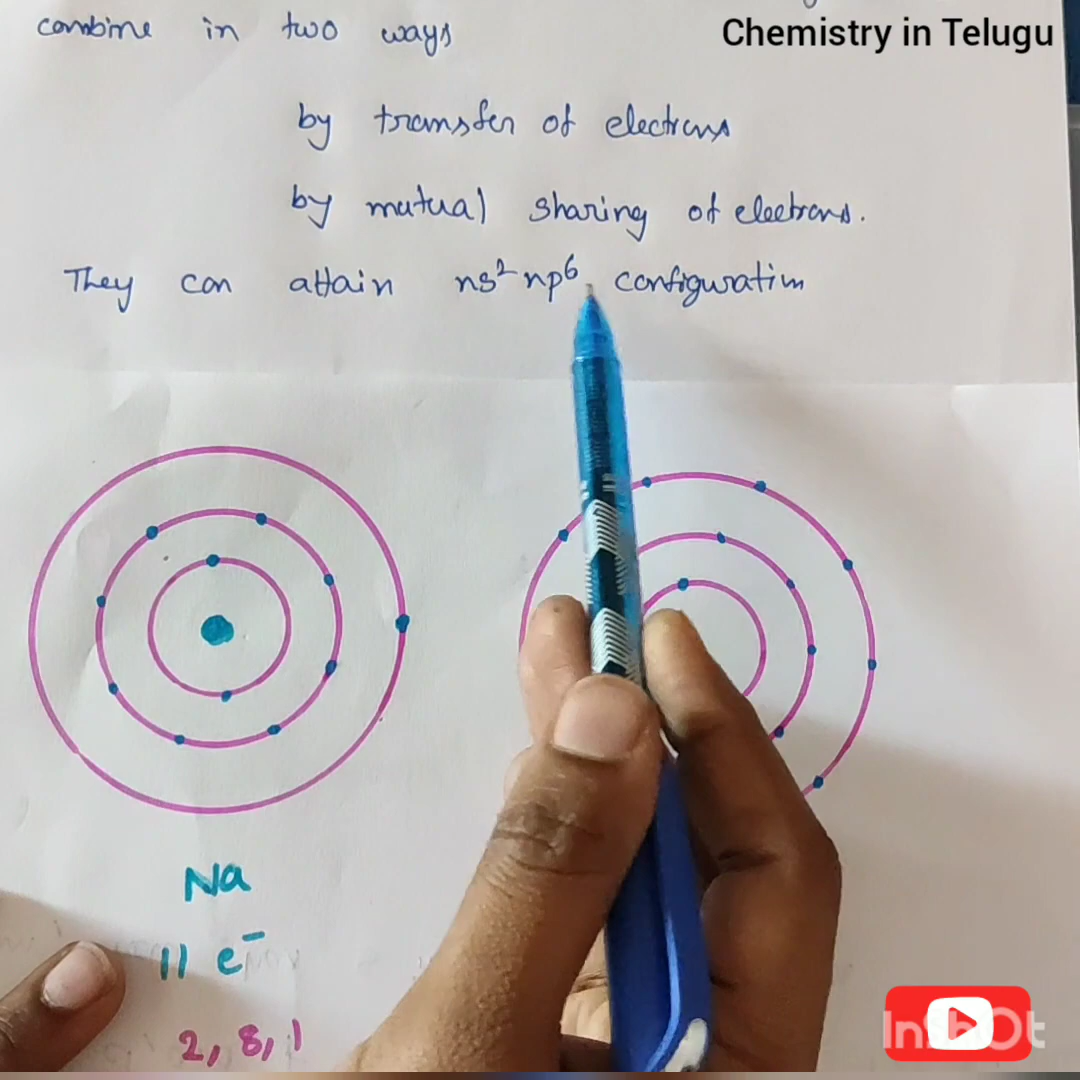 combine in two ways
Chemistry in Telugu
by transfer of electrons
by mutual sharing of electrons.
They can attain ns² np⁶ configuration
Na
11 e⁻
2, 8, 1
InShOt